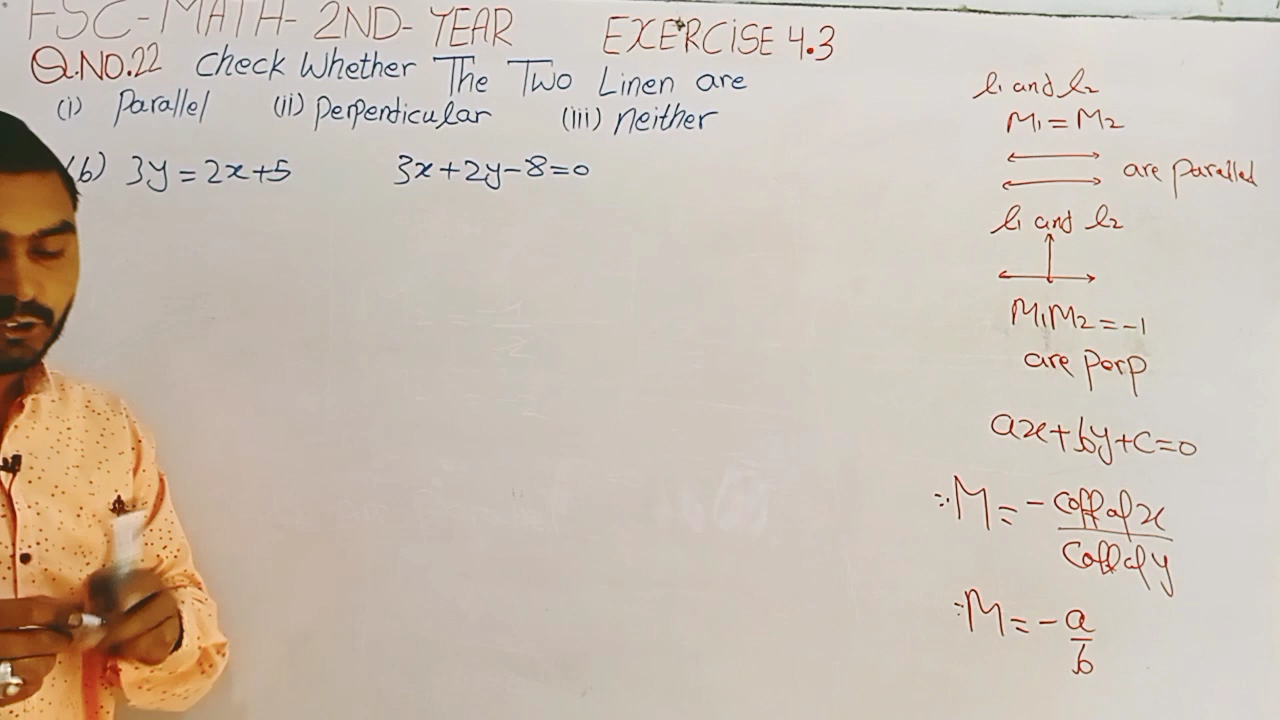 FSC-MATH-2ND-YEAR EXERCISE 4.3
Q.NO.22 Check Whether The Two Linen are
(i) Parallel (ii) Perpendicular (iii) neither
(b) 3y=2x+5 3x+2y-8=0
l₁ and l₂
M₁=M₂
are parallel
l₁ and l₂
M₁M₂=-1
are perp
ax+by+c=0
∵ M = - coff of x
coff of y
∵ M = - a
b